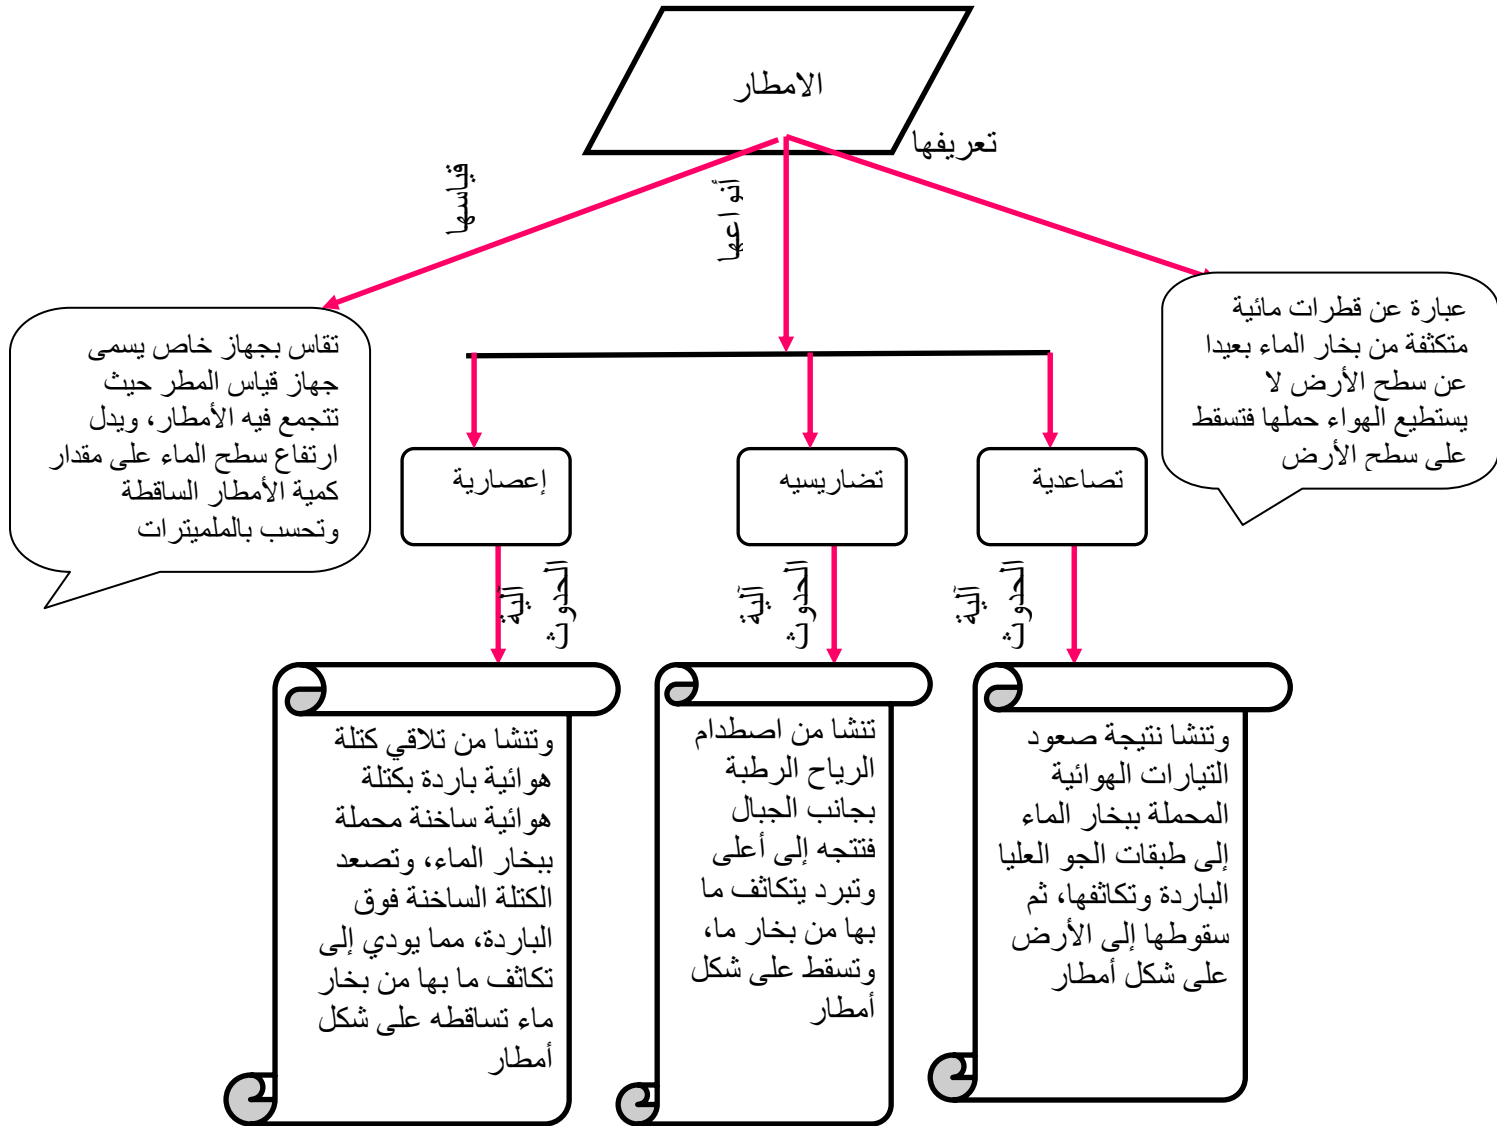 الامطار
تعريفها
أنواعها
قياسها
عبارة عن قطرات مائية
متكثفة من بخار الماء بعيدا
عن سطح الأرض لا
يستطيع الهواء حملها فتسقط
على سطح الأرض
تقاس بجهاز خاص يسمى
جهاز قياس المطر حيث
تتجمع فيه الأمطار، ويدل
ارتفاع سطح الماء على مقدار
كمية الأمطار الساقطة
وتحسب بالملميترات
تصاعدية
تضاريسيه
إعصارية
آلية
الحدوث
آلية
الحدوث
آلية
الحدوث
وتنشا نتيجة صعود
التيارات الهوائية
المحملة ببخار الماء
إلى طبقات الجو العليا
الباردة وتكاثفها، ثم
سقوطها إلى الأرض
على شكل أمطار
تنشا من اصطدام
الرياح الرطبة
بجانب الجبال
فتتجه إلى أعلى
وتبرد يتكاثف ما
بها من بخار ما،
وتسقط على شكل
أمطار
وتنشا من تلاقي كتلة
هوائية باردة بكتلة
هوائية ساخنة محملة
ببخار الماء، وتصعد
الكتلة الساخنة فوق
الباردة، مما يودي إلى
تكاثف ما بها من بخار
ماء تساقطه على شكل
أمطار